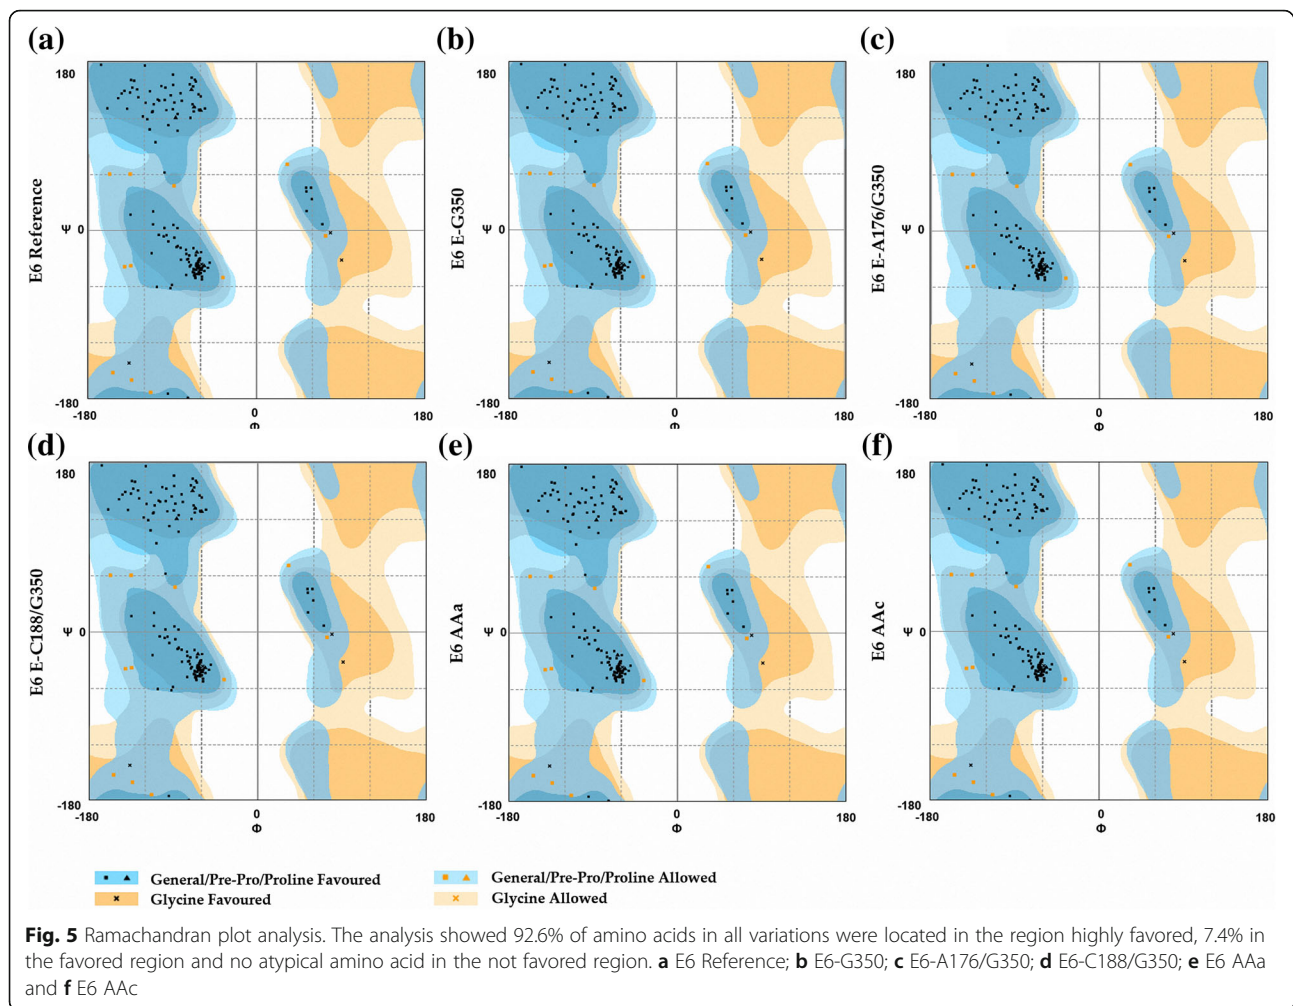 (a) (b) (c)
180 180 180
E6 Reference E6 E-G350 E6 E-A176/G350
Ψ 0 Ψ 0 Ψ 0
-180 -180 -180
-180 0 180 -180 0 180 -180 0 180
Φ Φ Φ
(d) (e) (f)
180 180 180
E6 E-C188/G350 E6 AAa E6 AAc
Ψ 0 Ψ 0 Ψ 0
-180 -180 -180
-180 0 180 -180 0 180 -180 0 180
Φ Φ Φ
General/Pre-Pro/Proline Favoured General/Pre-Pro/Proline Allowed
Glycine Favoured Glycine Allowed
Fig. 5 Ramachandran plot analysis. The analysis showed 92.6% of amino acids in all variations were located in the region highly favored, 7.4% in
the favored region and no atypical amino acid in the not favored region. a E6 Reference; b E6-G350; c E6-A176/G350; d E6-C188/G350; e E6 AAa
and f E6 AAc